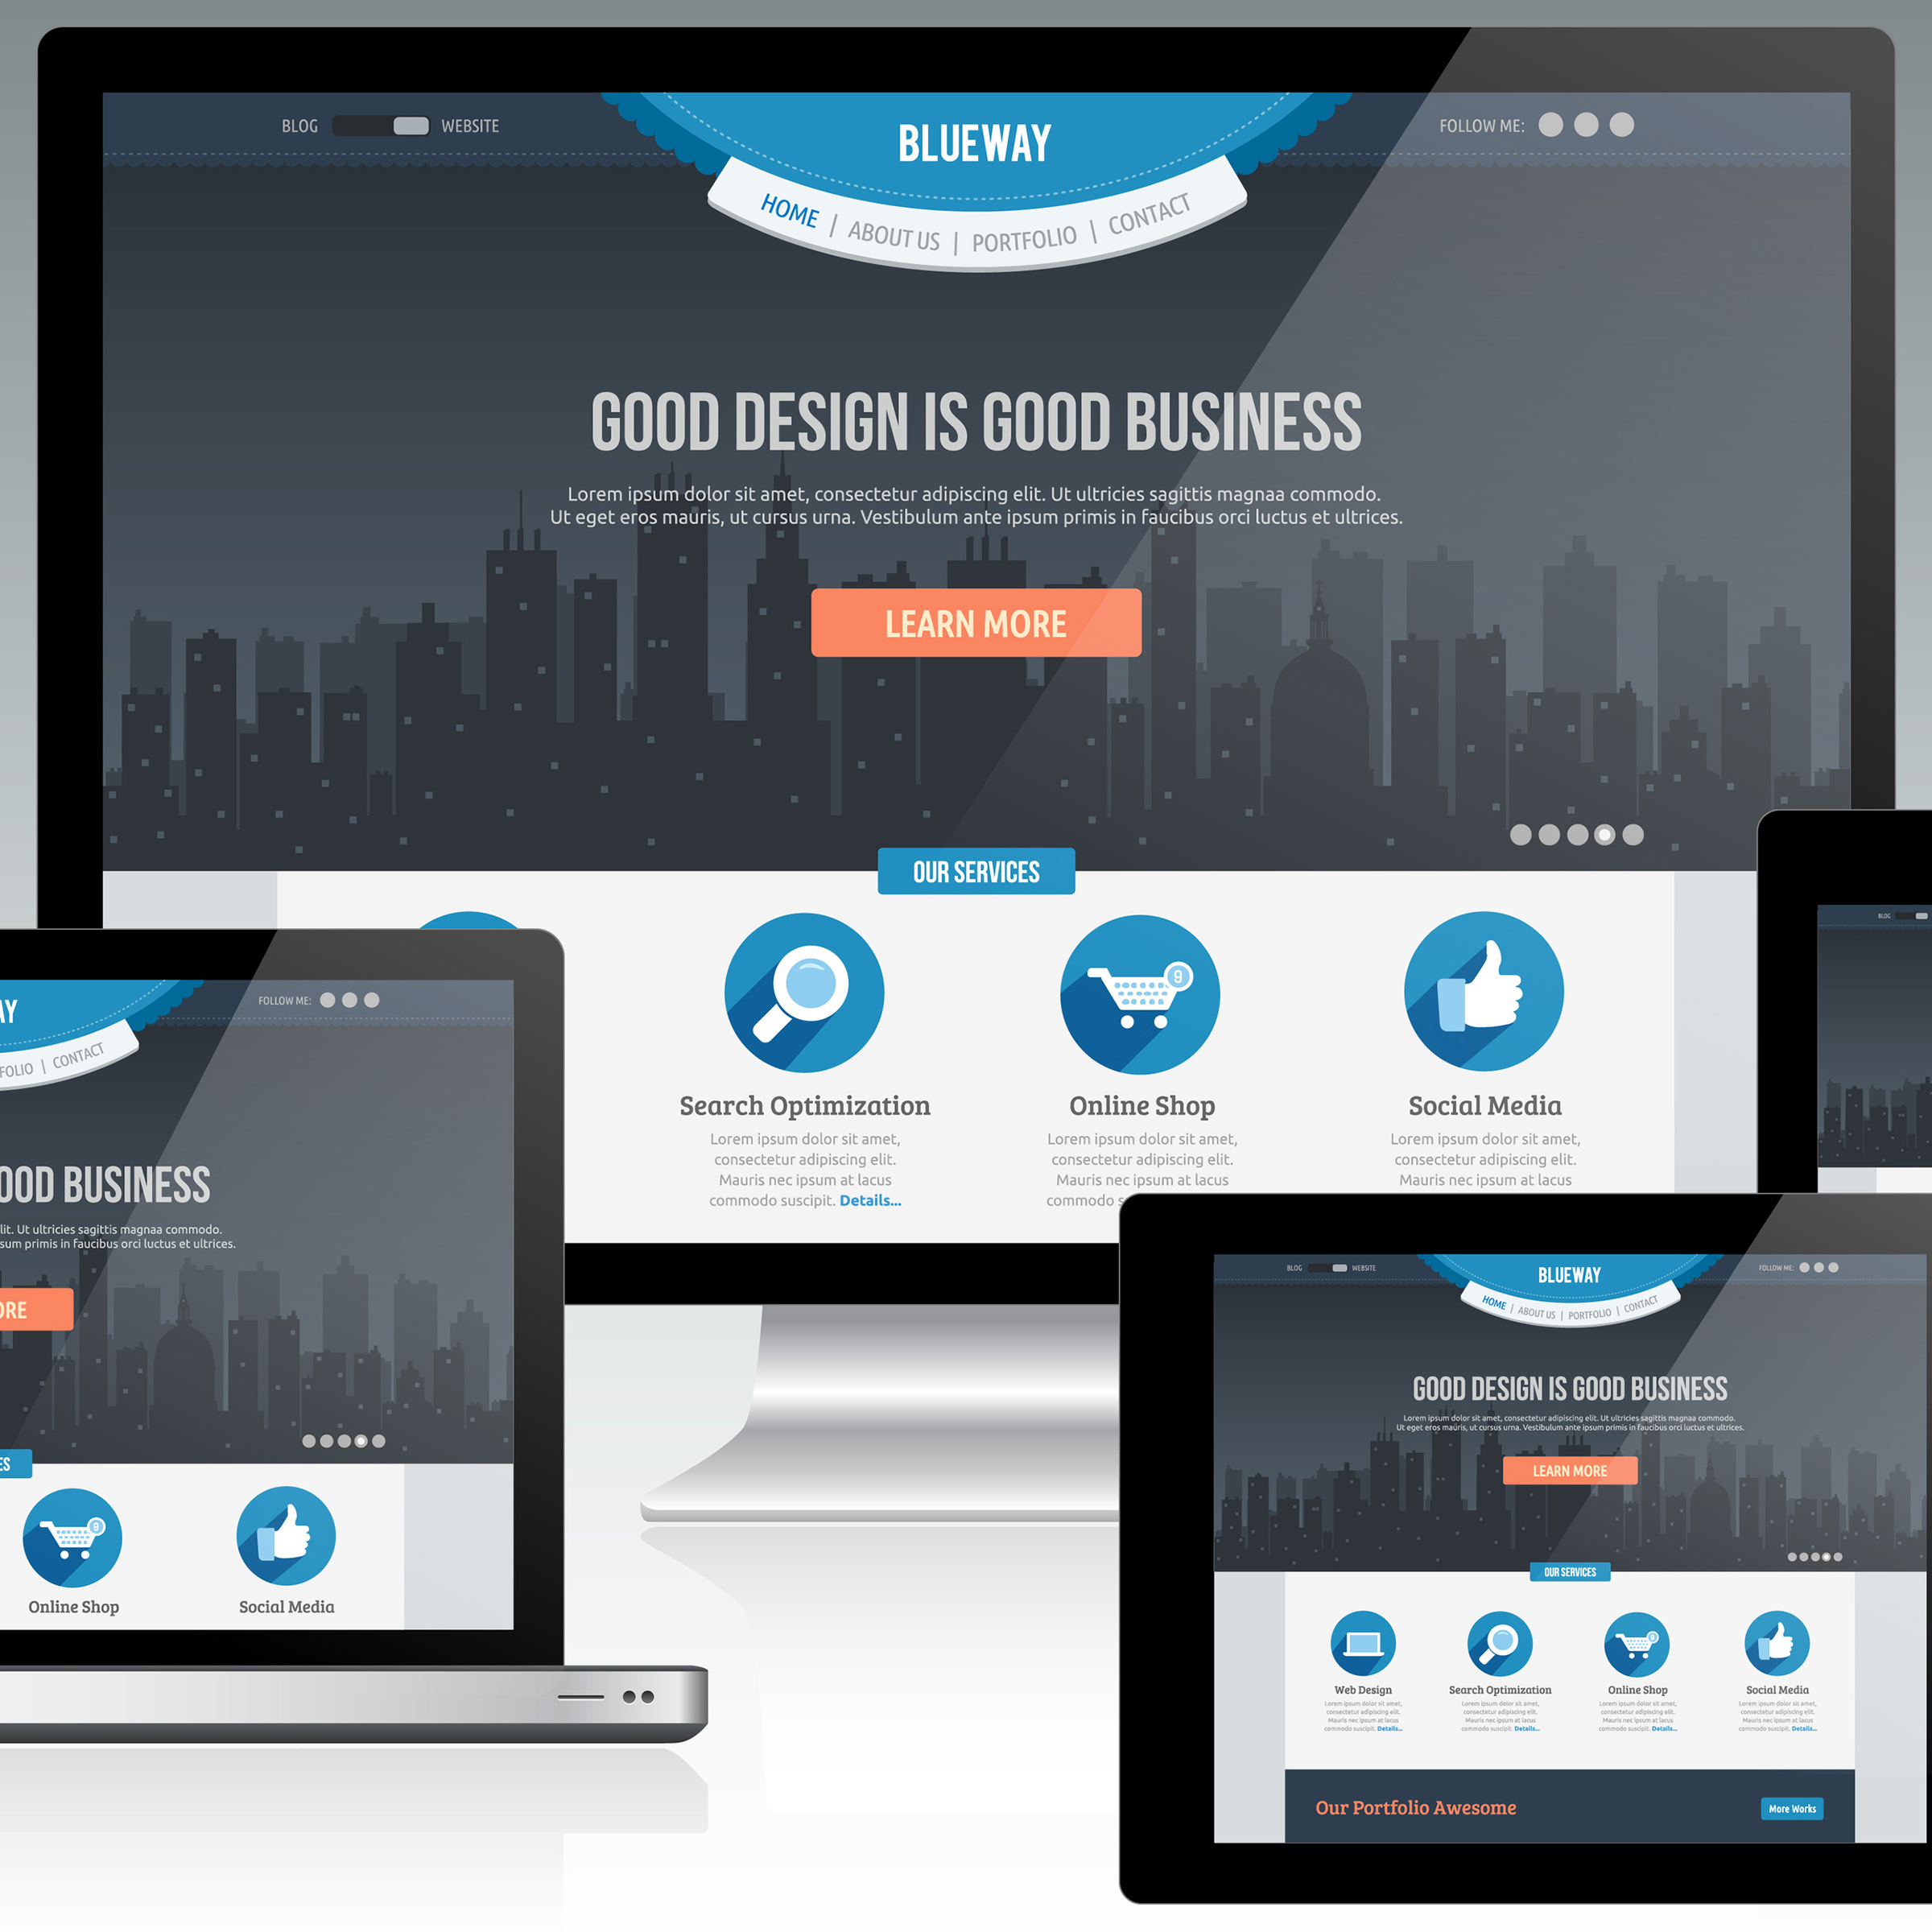 BLOG WEBSITE
BLUEWAY
FOLLOW ME:
HOME | ABOUT US | PORTFOLIO | CONTACT
GOOD DESIGN IS GOOD BUSINESS
Lorem ipsum dolor sit amet, consectetur adipiscing elit. Ut ultricies sagittis magnaa commodo.
Ut eget eros mauris, ut cursus urna. Vestibulum ante ipsum primis in faucibus orci luctus et ultrices.
LEARN MORE
OUR SERVICES
9
Search Optimization
Lorem ipsum dolor sit amet,
consectetur adipiscing elit.
Mauris nec ipsum at lacus
commodo suscipit. Details...
Online Shop
Lorem ipsum dolor sit amet,
consectetur adipiscing elit.
Mauris nec ipsum at lacus
commodo s
Social Media
Lorem ipsum dolor sit amet,
consectetur adipiscing elit.
Mauris nec ipsum at lacus
BLOG
AY
FOLLOW ME:
FOLIO | CONTACT
OOD BUSINESS
lit. Ut ultricies sagittis magnaa commodo.
sum primis in faucibus orci luctus et ultrices.
ORE
ES
9
Online Shop
Social Media
BLOG WEBSITE
BLUEWAY
FOLLOW ME:
HOME | ABOUT US | PORTFOLIO | CONTACT
GOOD DESIGN IS GOOD BUSINESS
Lorem ipsum dolor sit amet, consectetur adipiscing elit. Ut ultricies sagittis magnaa commodo.
Ut eget eros mauris, ut cursus urna. Vestibulum ante ipsum primis in faucibus orci luctus et ultrices.
LEARN MORE
OUR SERVICES
9
Web Design
Lorem ipsum dolor sit amet,
consectetur adipiscing elit.
Mauris nec ipsum at lacus
commodo suscipit. Details...
Search Optimization
Lorem ipsum dolor sit amet,
consectetur adipiscing elit.
Mauris nec ipsum at lacus
commodo suscipit. Details...
Online Shop
Lorem ipsum dolor sit amet,
consectetur adipiscing elit.
Mauris nec ipsum at lacus
commodo suscipit. Details...
Social Media
Lorem ipsum dolor sit amet,
consectetur adipiscing elit.
Mauris nec ipsum at lacus
commodo suscipit. Details...
Our Portfolio Awesome
More Works